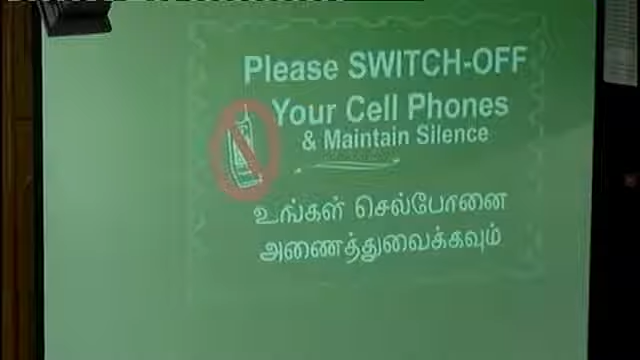 Please SWITCH-OFF
Your Cell Phones
& Maintain Silence
உங்கள் செல்போனை
அணைத்துவைக்கவும்